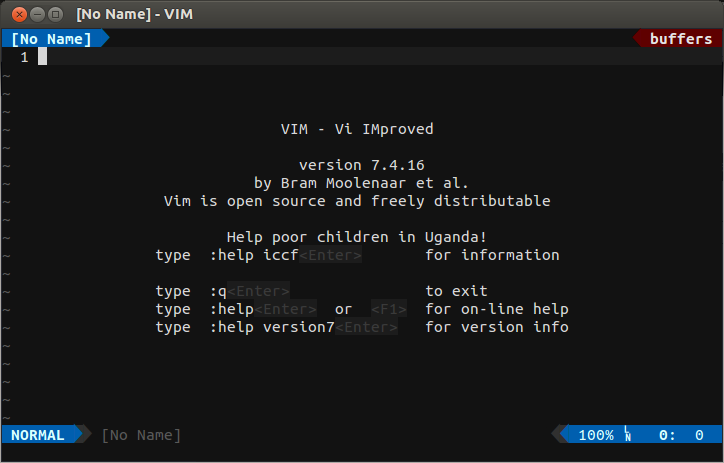 [No Name] - VIM
[No Name] buffers
1
~
~
~
~ VIM - Vi IMproved
~
~ version 7.4.16
~ by Bram Moolenaar et al.
~ Vim is open source and freely distributable
~
~ Help poor children in Uganda!
~ type :help iccf<Enter> for information
~
~ type :q<Enter> to exit
~ type :help<Enter> or <F1> for on-line help
~ type :help version7<Enter> for version info
~
~
~
~
~
NORMAL [No Name] 100% LN 0: 0